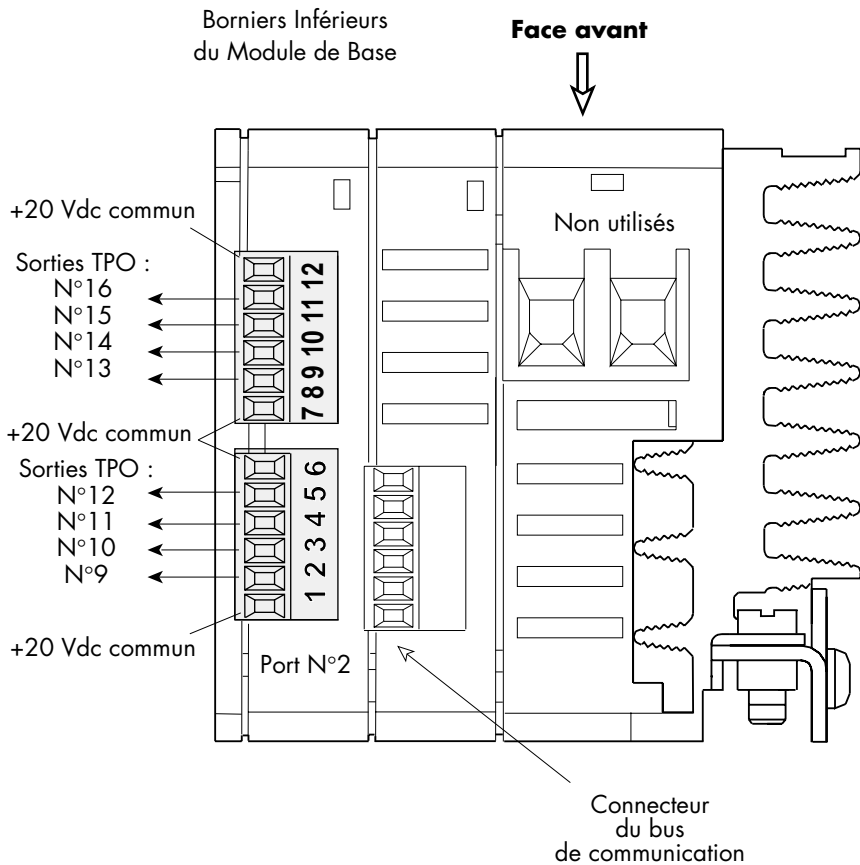 Borniers Inférieurs
du Module de Base
Face avant
+20 Vdc commun
Non utilisés
Sorties TPO :
N°16
N°15
N°14
N°13
7 8 9 10 11 12
+20 Vdc commun
Sorties TPO :
N°12
N°11
N°10
N°9
1 2 3 4 5 6
+20 Vdc commun
Port N°2
Connecteur
du bus
de communication